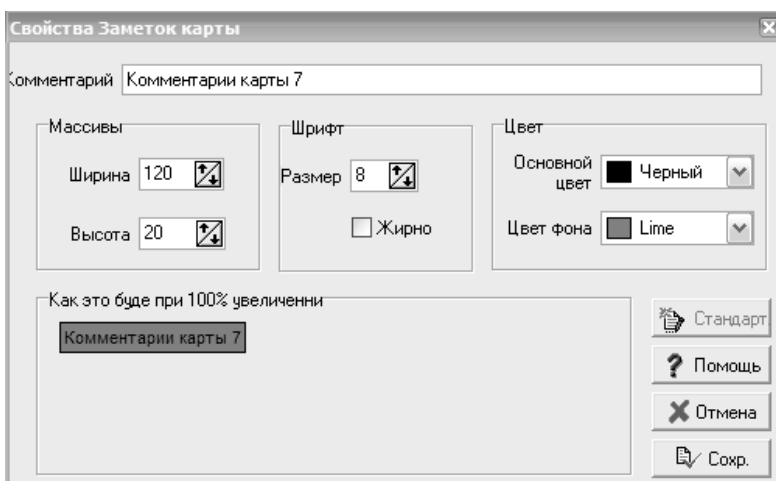 Свойства Заметок карты
Комментарий Комментарии карты 7
Массивы
Ширина 120
Высота 20
Шрифт
Размер 8
Жирно
Цвет
Основной цвет Черный
Цвет фона Lime
Как это буде при 100% увеличенни
Комментарии карты 7
Стандарт
Помощь
Отмена
Сохр.